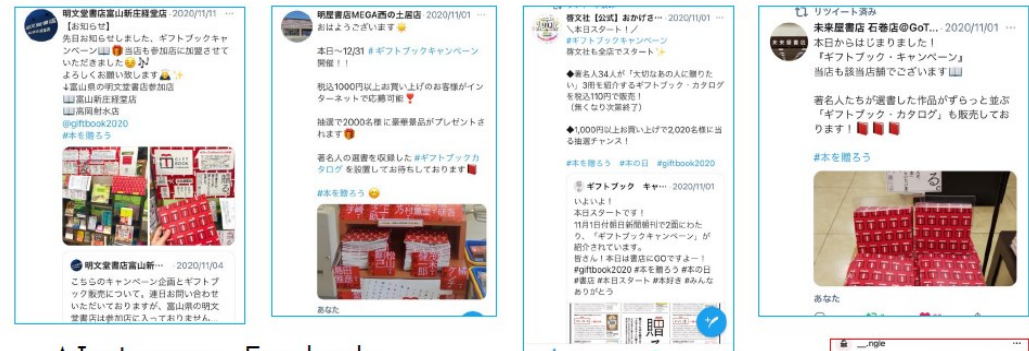 明文堂書店富山新庄経堂店 · 2020/11/11
【お知らせ】
先日お知らせしました、ギフトブックキャ
ンペーン📖🎁当店も参加店に加盟させて
いただきました😊🎶
よろしくお願い致します🙇✨
↓富山県の明文堂書店参加店
📖富山新庄経堂店
📖高岡射水店
@giftbook2020
#本を贈ろう
明文堂書店富山新… · 2020/11/04
こちらのキャンペーン企画とギフトブ
ック販売について。連日お問い合わせ
いただいておりますが、富山県の明文
堂書店は参加店に入っておりません...
明屋書店MEGA西の土居店 · 2020/11/01
おはようございます
本日〜12/31 #ギフトブックキャンペーン
開催！！
税込1000円以上お買い上げのお客様がイン
ターネットで応募可能❣️
抽選で2000名様に豪華景品がプレゼントさ
れます🎁
著名人の選書を収録した #ギフトブックカ
タログ を設置してお待ちしております📕
#本を贈ろう 😊
あなた
啓文社【公式】おかげさ… · 2020/11/01
＼本日スタート！／
#ギフトブックキャンペーン
啓文社も全店でスタート✨
◆著名人34人が「大切なあの人に贈りた
い」3冊を紹介するギフト・ブック・カタログ
を税込110円で販売！
（無くなり次第終了）
◆1,000円以上お買い上げで2,020名様に当
る抽選チャンス！
#本を贈ろう #本の日 #giftbook2020
ギフトブック キャ… · 2020/11/01
いよいよ！
本日スタートです！
11月1日付朝日新聞朝刊で2面にわた
り、「ギフトブックキャンペーン」が
紹介されています。
皆さん！本日は書店にGOですよー！
#giftbook2020 #本を贈ろう #本の日
#書店 #本日スタート #本好き #みんな
ありがとう
贈
リツイート済み
未来屋書店 石巻店@GoT... · 2020/11/01
本日からはじまりました！
『ギフトブック・キャンペーン』
当店も該当店舗でございます📖
著名人たちが選書した作品がずらっと並ぶ
「ギフトブック・カタログ」も販売してお
ります！📕📕📕
#本を贈ろう
あなた
__.ngle